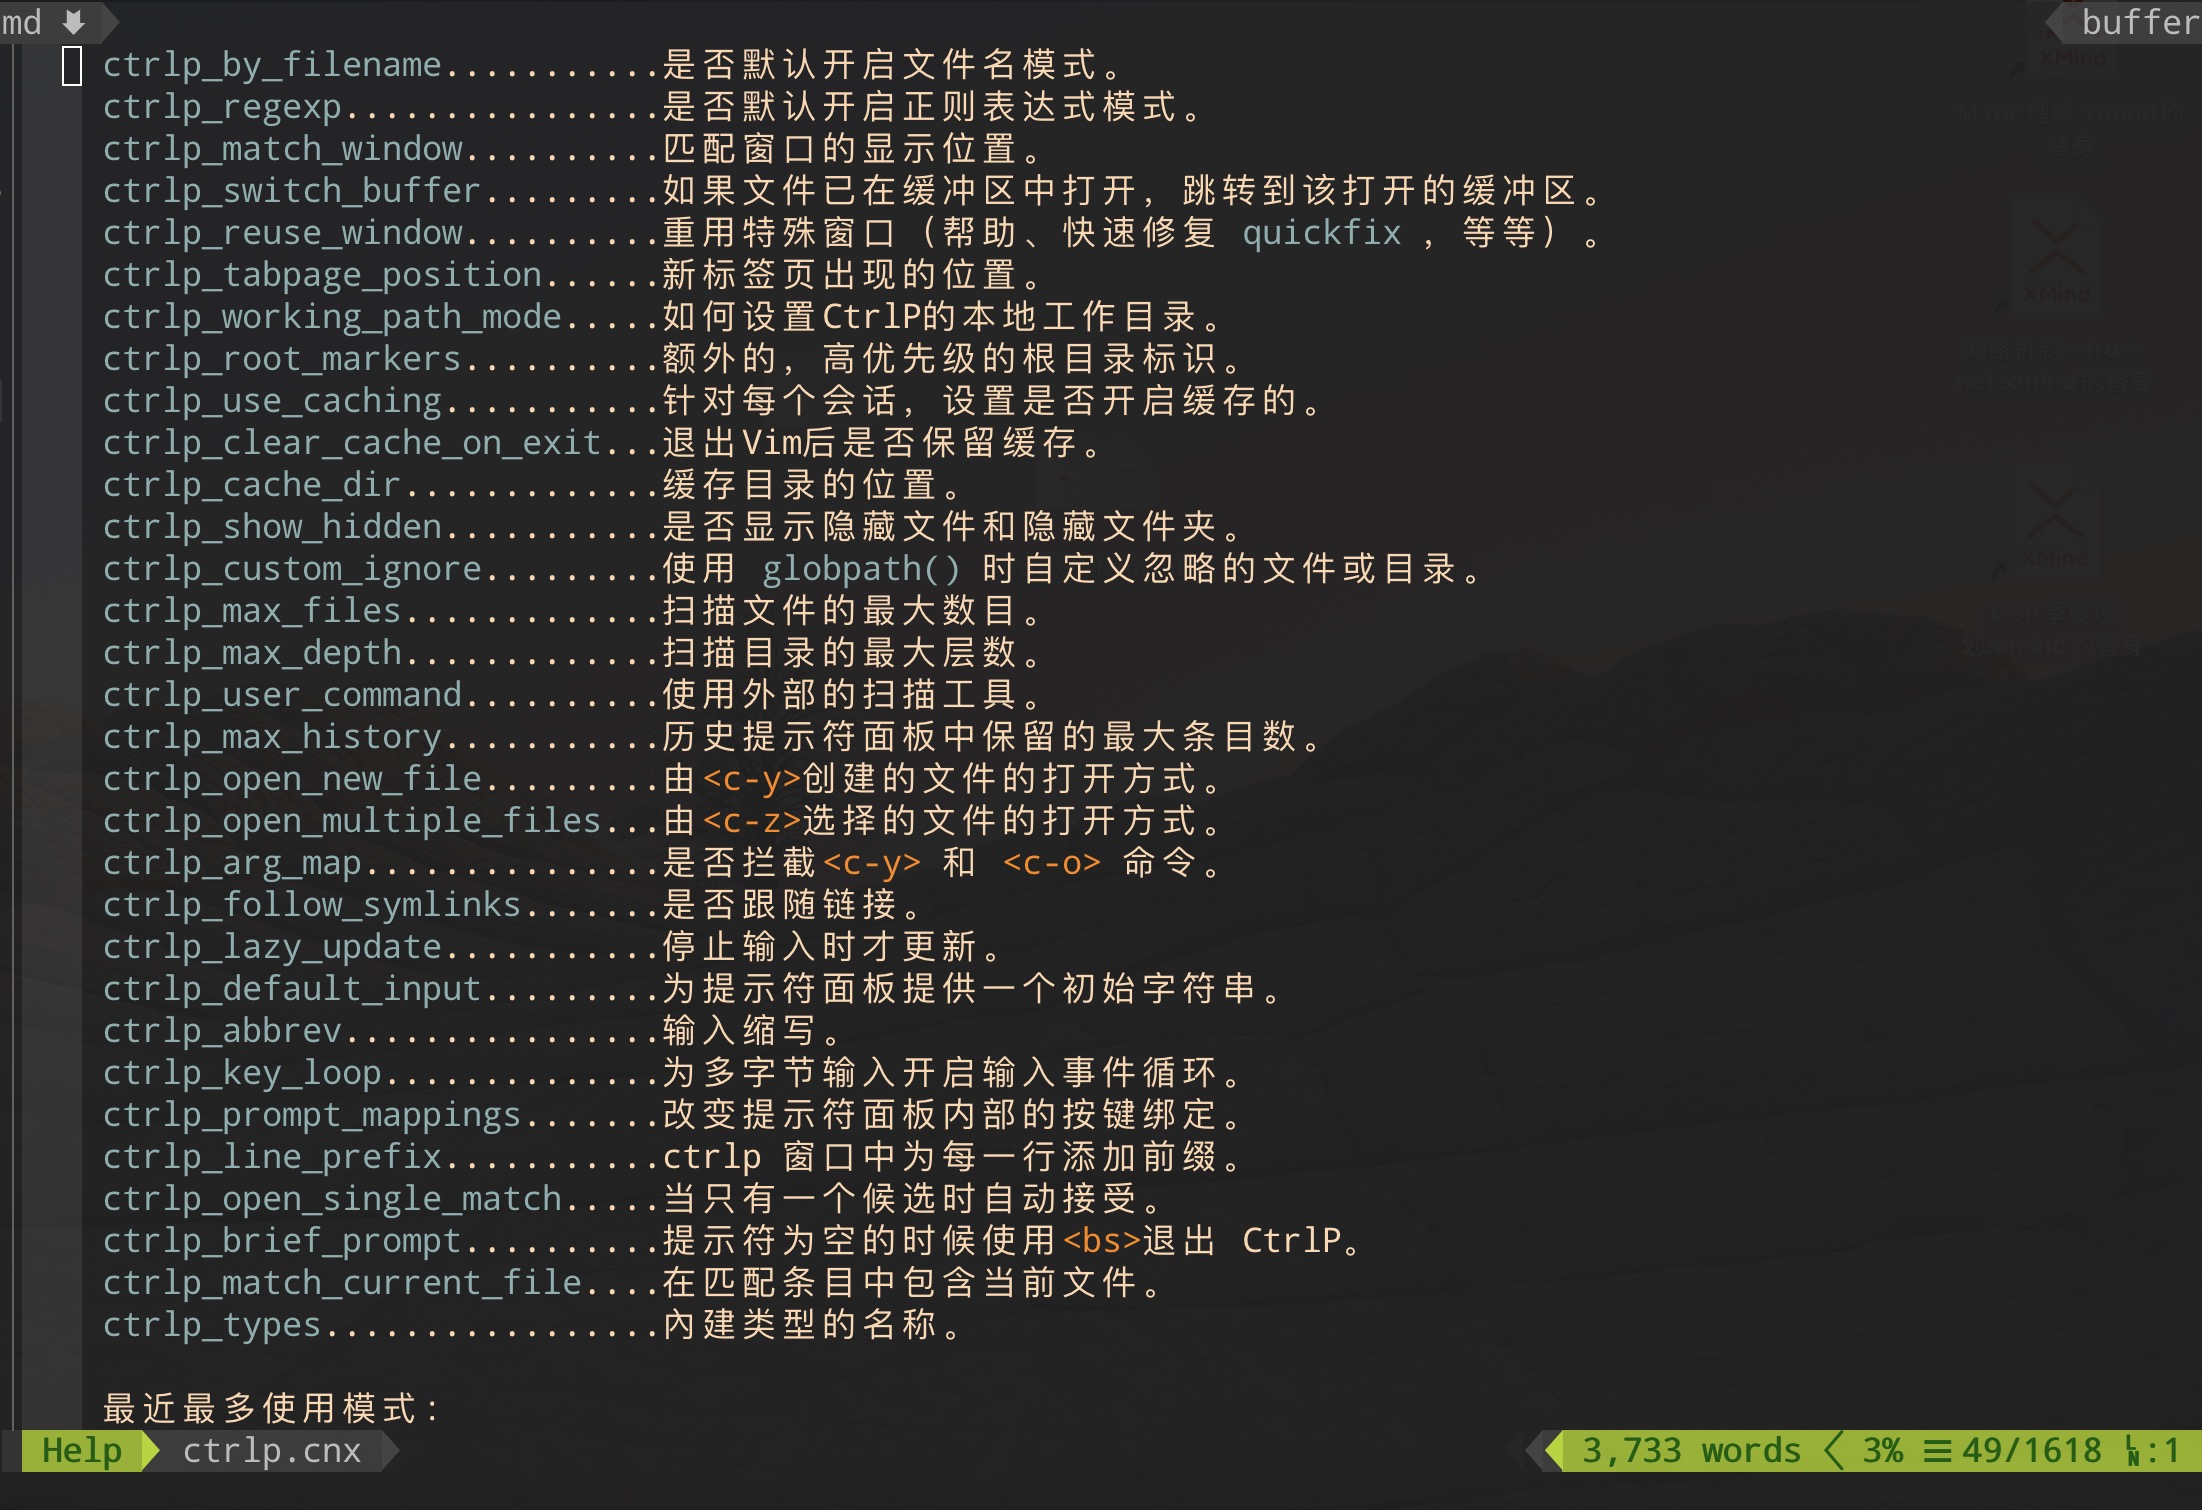 md
buffer
ctrlp_by_filename...........是否默认开启文件名模式。
ctrlp_regexp................是否默认开启正则表达式模式。
ctrlp_match_window..........匹配窗口的显示位置。
ctrlp_switch_buffer.........如果文件已在缓冲区中打开，跳转到该打开的缓冲区。
ctrlp_reuse_window..........重用特殊窗口（帮助、快速修复 quickfix ，等等）。
ctrlp_tabpage_position......新标签页出现的位置。
ctrlp_working_path_mode.....如何设置CtrlP的本地工作目录。
ctrlp_root_markers..........额外的，高优先级的根目录标识。
ctrlp_use_caching...........针对每个会话，设置是否开启缓存的。
ctrlp_clear_cache_on_exit...退出Vim后是否保留缓存。
ctrlp_cache_dir.............缓存目录的位置。
ctrlp_show_hidden...........是否显示隐藏文件和隐藏文件夹。
ctrlp_custom_ignore.........使用 globpath() 时自定义忽略的文件或目录。
ctrlp_max_files.............扫描文件的最大数目。
ctrlp_max_depth.............扫描目录的最大层数。
ctrlp_user_command..........使用外部的扫描工具。
ctrlp_max_history...........历史提示符面板中保留的最大条目数。
ctrlp_open_new_file.........由<c-y>创建的文件的打开方式。
ctrlp_open_multiple_files...由<c-z>选择的文件的打开方式。
ctrlp_arg_map...............是否拦截<c-y> 和 <c-o> 命令。
ctrlp_follow_symlinks.......是否跟随链接。
ctrlp_lazy_update...........停止输入时才更新。
ctrlp_default_input.........为提示符面板提供一个初始字符串。
ctrlp_abbrev................输入缩写。
ctrlp_key_loop..............为多字节输入开启输入事件循环。
ctrlp_prompt_mappings.......改变提示符面板内部的按键绑定。
ctrlp_line_prefix...........ctrlp 窗口中为每一行添加前缀。
ctrlp_open_single_match.....当只有一个候选时自动接受。
ctrlp_brief_prompt..........提示符为空的时候使用<bs>退出 CtrlP。
ctrlp_match_current_file....在匹配条目中包含当前文件。
ctrlp_types.................內建类型的名称。
最近最多使用模式：
Help ctrlp.cnx
3,733 words 3% ☰ 49/1618 ␤:1
XMind
XMind
XMind